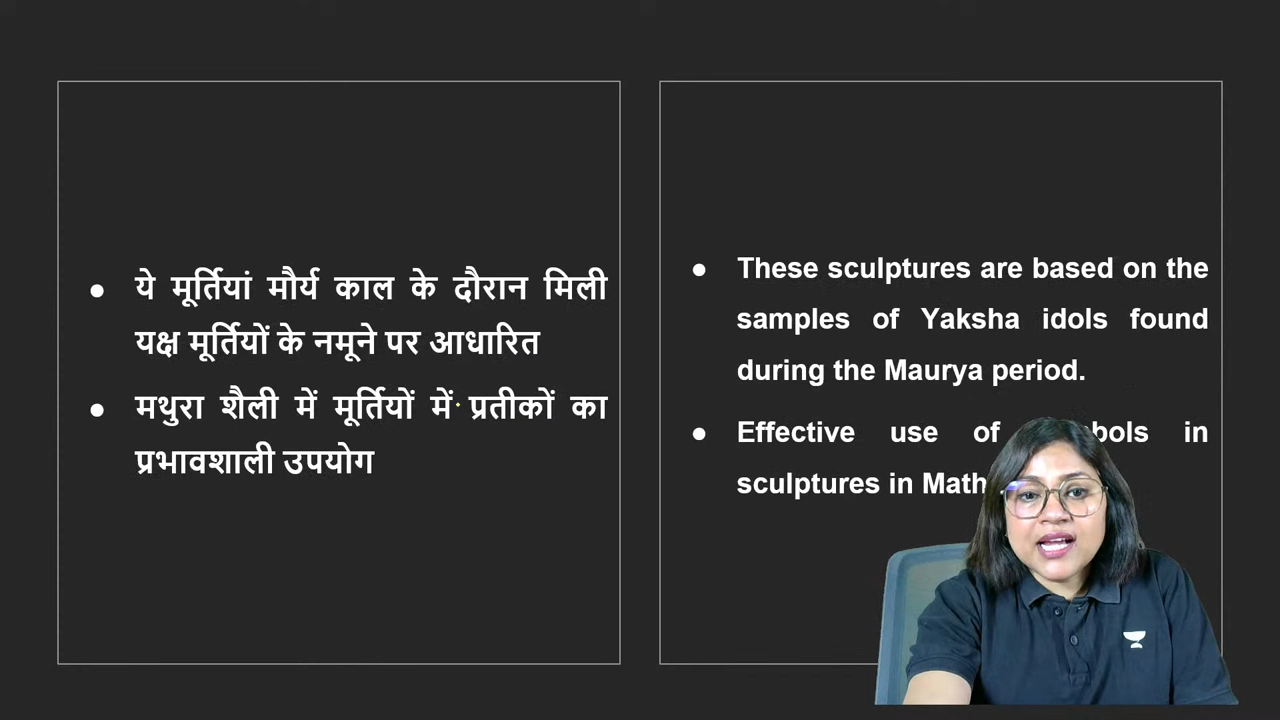 ● ये मूर्तियां मौर्य काल के दौरान मिली
यक्ष मूर्तियों के नमूने पर आधारित
● मथुरा शैली में मूर्तियों में प्रतीकों का
प्रभावशाली उपयोग
● These sculptures are based on the
samples of Yaksha idols found
during the Maurya period.
● Effective use of in
sculptures in